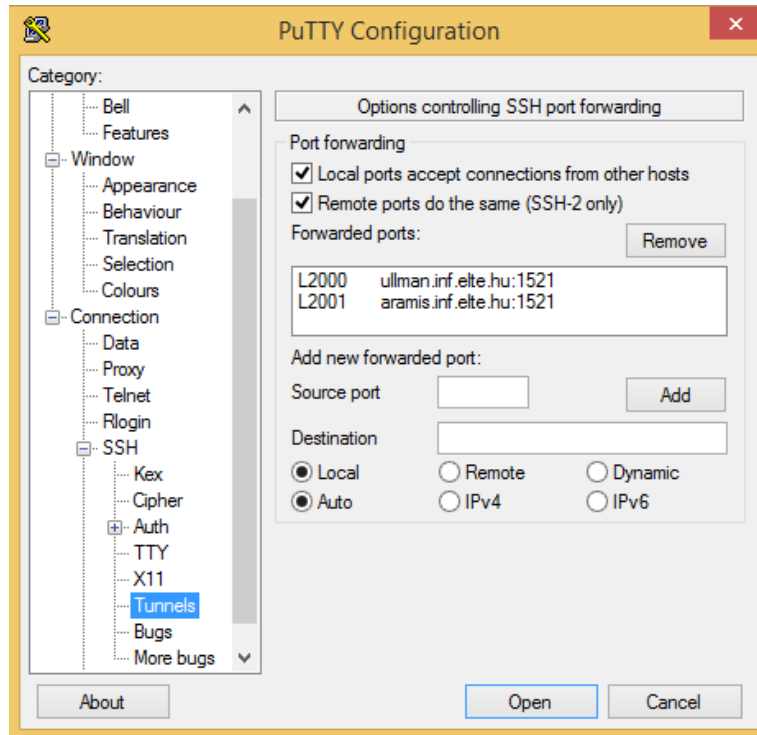 PuTTY Configuration
Category:
Bell
Features
Window
Appearance
Behaviour
Translation
Selection
Colours
Connection
Data
Proxy
Telnet
Rlogin
SSH
Kex
Cipher
Auth
TTY
X11
Tunnels
Bugs
More bugs
Options controlling SSH port forwarding
Port forwarding
Local ports accept connections from other hosts
Remote ports do the same (SSH-2 only)
Forwarded ports:
Remove
L2000 ullman.inf.elte.hu:1521
L2001 aramis.inf.elte.hu:1521
Add new forwarded port:
Source port
Add
Destination
Local Remote Dynamic
Auto IPv4 IPv6
About
Open
Cancel